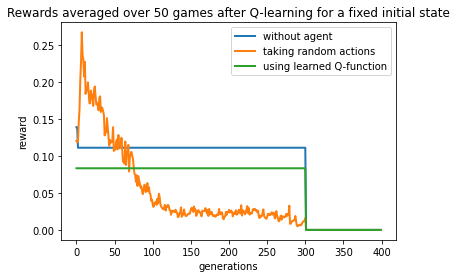 Rewards averaged over 50 games after Q-learning for a fixed initial state
without agent
taking random actions
using learned Q-function
reward
0.25
0.20
0.15
0.10
0.05
0.00
0 50 100 150 200 250 300 350 400
generations